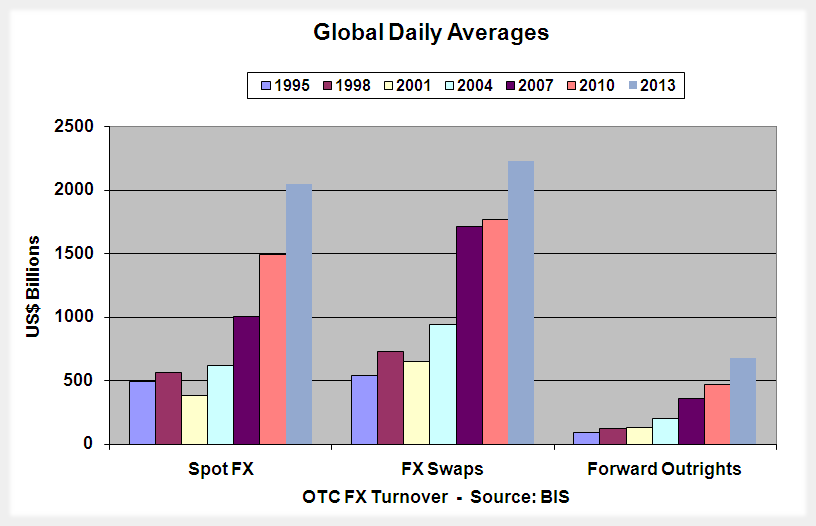 Global Daily Averages
1995 1998 2001 2004 2007 2010 2013
2500
2000
1500
1000
500
0
US$ Billions
Spot FX FX Swaps Forward Outrights
OTC FX Turnover - Source: BIS